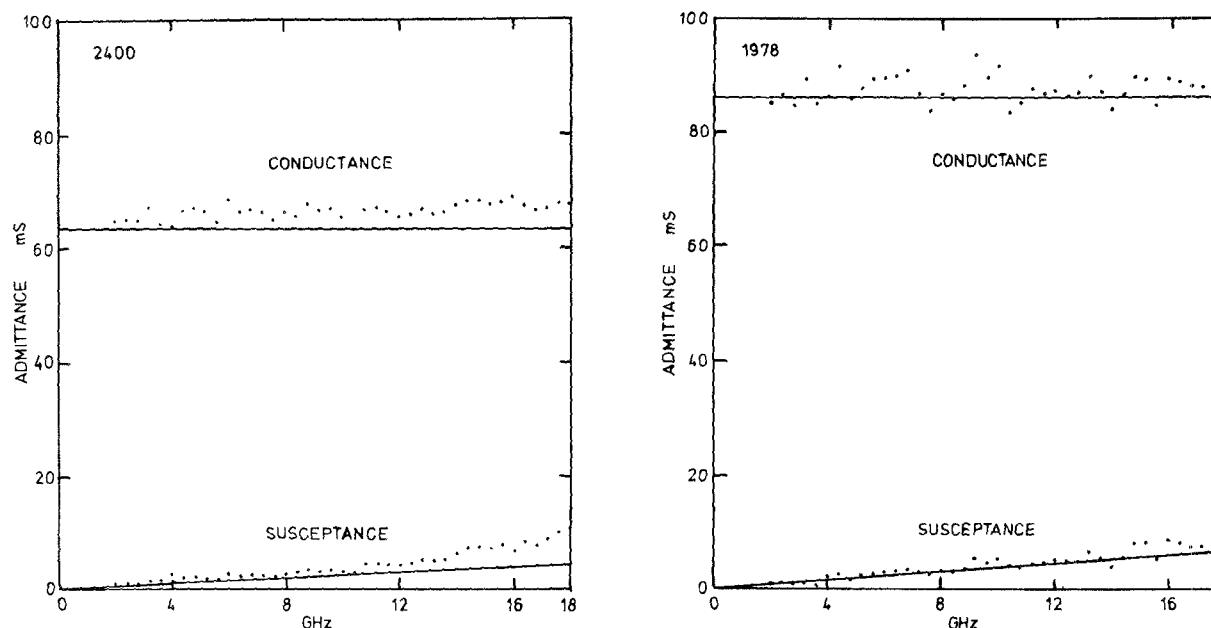 100
2400
80
CONDUCTANCE
60
ADMITTANCE mS
40
20
SUSCEPTANCE
0
0 4 8 12 16 18
GHz
100
1978
80
CONDUCTANCE
60
ADMITTANCE mS
40
20
SUSCEPTANCE
0
0 4 8 12 16
GHz